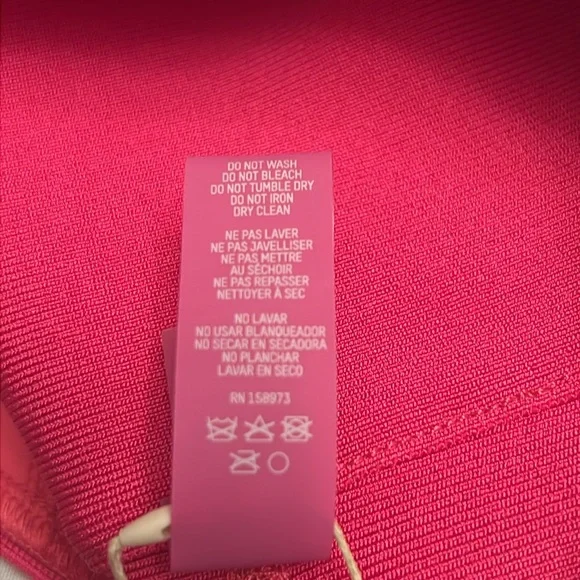 DO NOT WASH
DO NOT BLEACH
DO NOT TUMBLE DRY
DO NOT IRON
DRY CLEAN
NE PAS LAVER
NE PAS JAVELLISER
NE PAS METTRE
AU SÉCHOIR
NE PAS REPASSER
NETTOYER À SEC
NO LAVAR
NO USAR BLANQUEADOR
NO SECAR EN SECADORA
NO PLANCHAR
LAVAR EN SECO
RN 158973